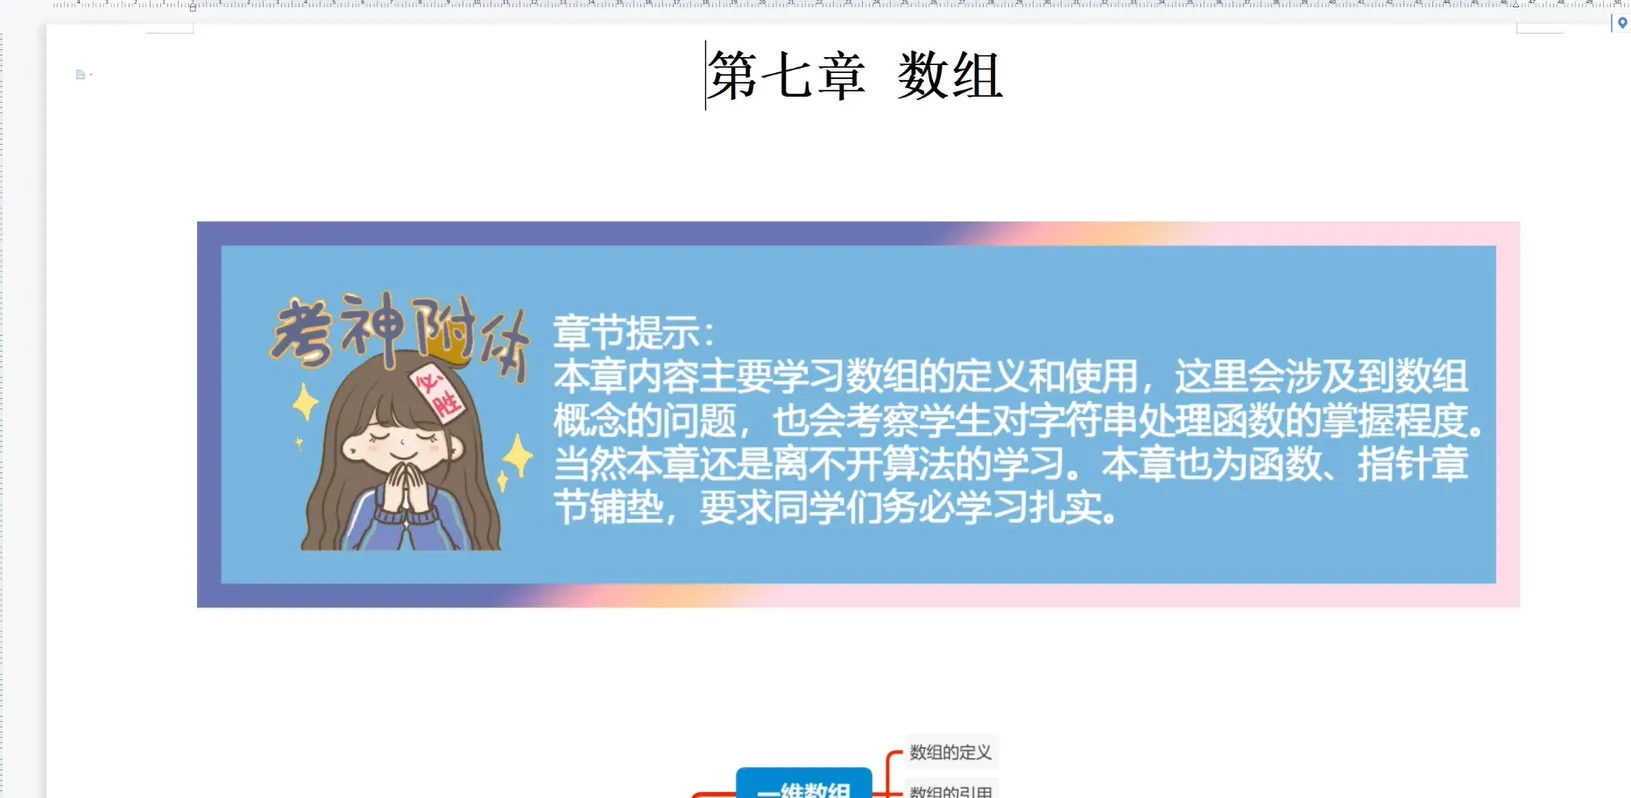 第七章 数组
考神附体
必胜
章节提示：
本章内容主要学习数组的定义和使用，这里会涉及到数组
概念的问题，也会考察学生对字符串处理函数的掌握程度。
当然本章还是离不开算法的学习。本章也为函数、指针章
节铺垫，要求同学们务必学习扎实。
数组的定义
一维数组
数组的引用